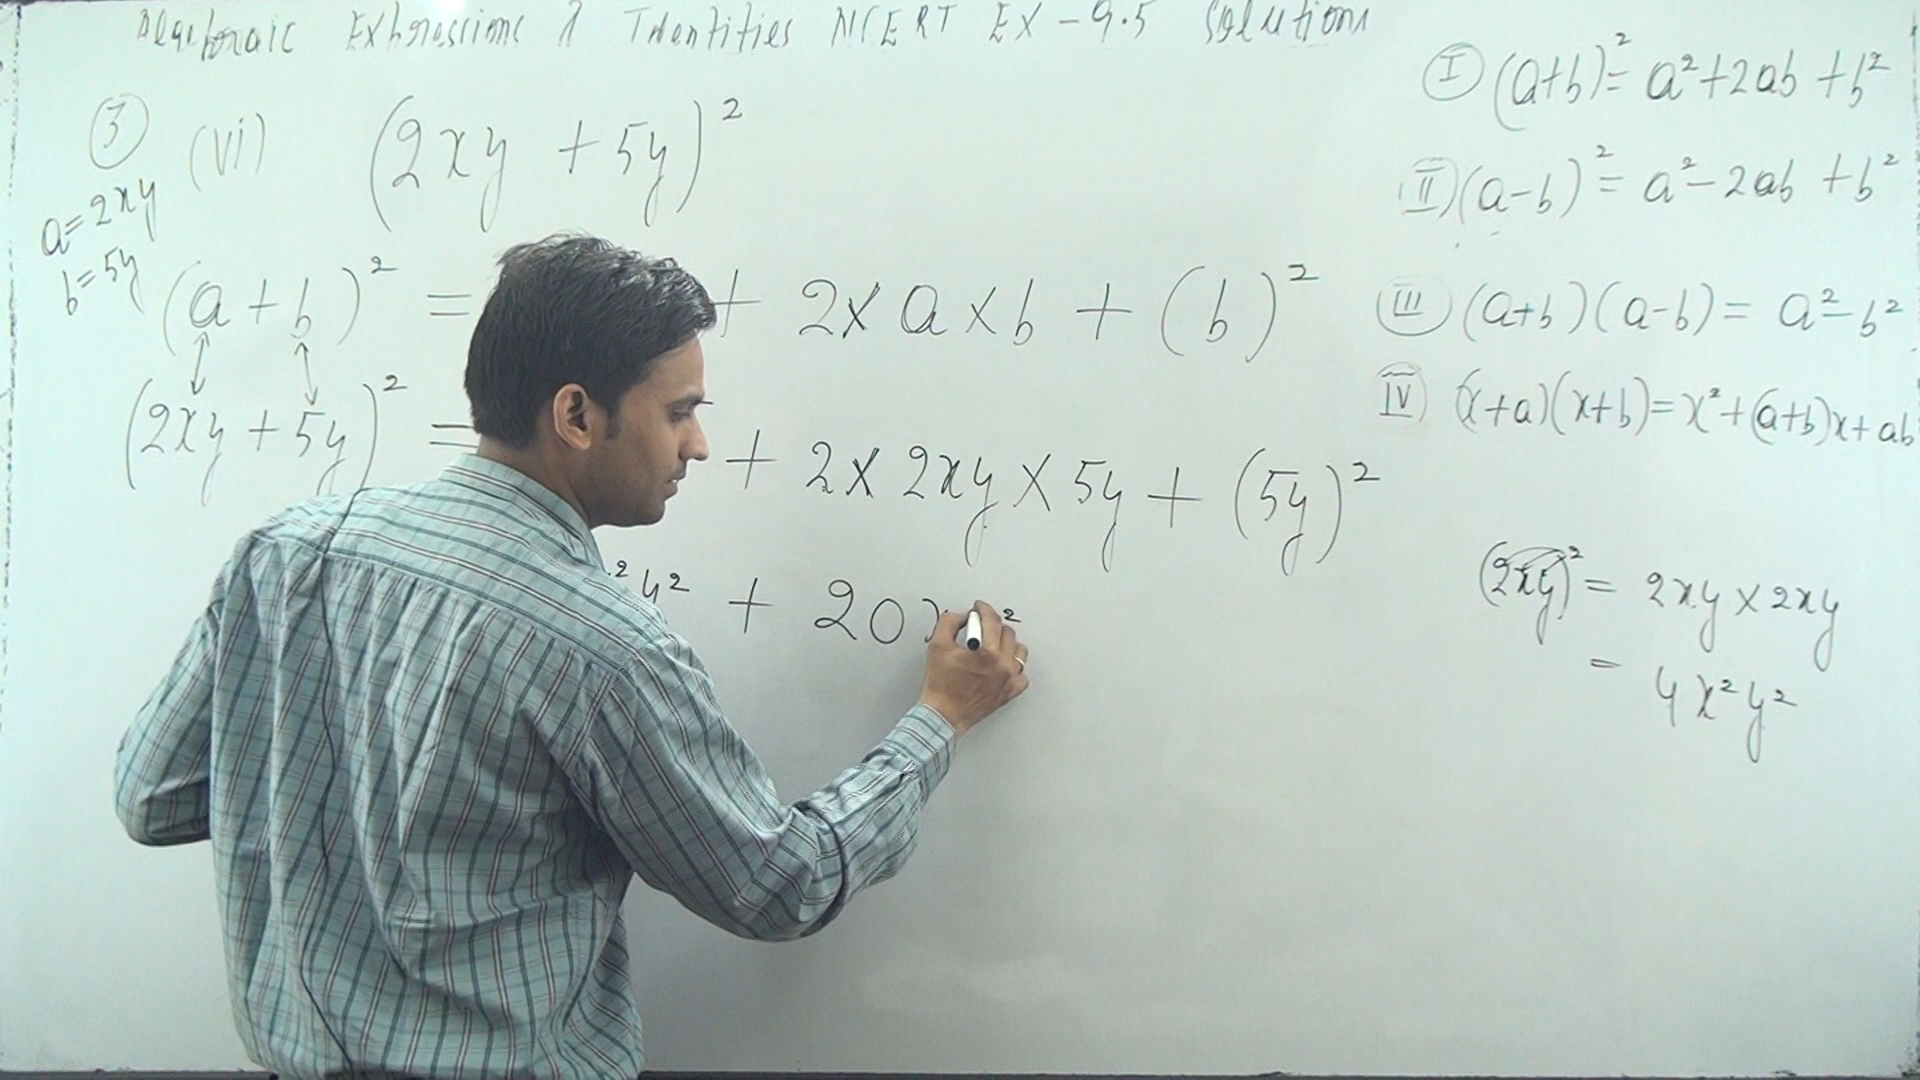 Algebraic Expressions & Identities NCERT EX - 9.5 Solutions
3 (vi) (2xy + 5y)²
a = 2xy
b = 5y
(a + b)² = + 2 × a × b + (b)²
(2xy + 5y)² = + 2 × 2xy × 5y + (5y)²
²y² + 20x ²
I (a+b)² = a² + 2ab + b²
II (a-b)² = a² - 2ab + b²
III (a+b)(a-b) = a² - b²
IV (x+a)(x+b) = x² + (a+b)x + ab
(2xy)² = 2xy × 2xy
= 4x²y²